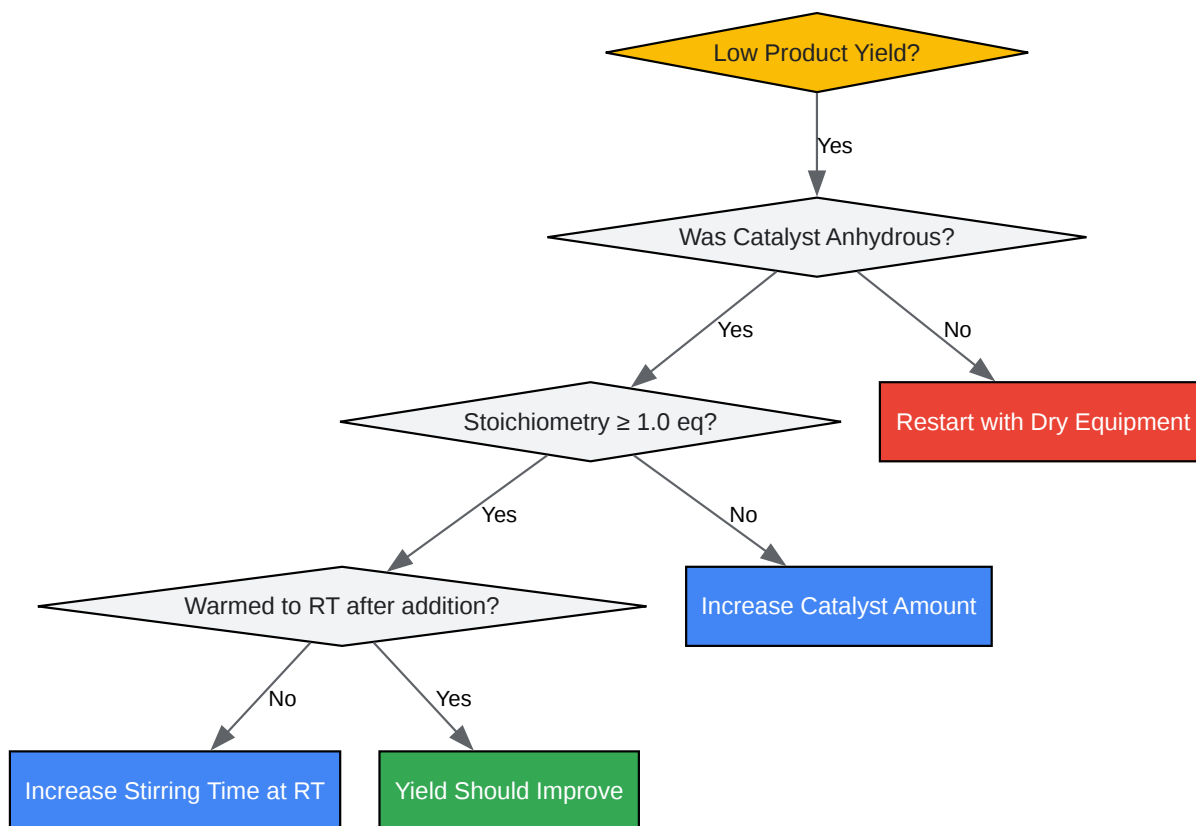 Low Product Yield?
Yes
Was Catalyst Anhydrous?
Yes
No
Stoichiometry ≥ 1.0 eq?
Restart with Dry Equipment
Yes
No
Warmed to RT after addition?
Increase Catalyst Amount
No
Yes
Increase Stirring Time at RT
Yield Should Improve